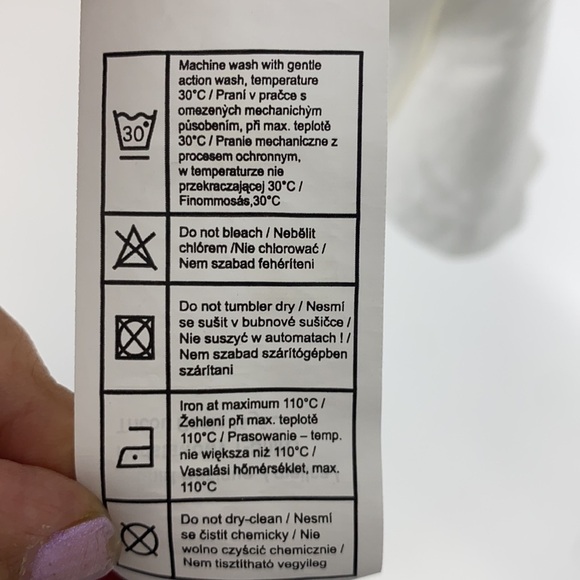 Machine wash with gentle
action wash, temperature
30°C / Praní v pračce s
omezených mechanichým
působením, při max. teplotě
30°C / Pranie mechaniczne z
procesem ochronnym,
w temperaturze nie
przekraczającej 30°C /
Finommosás,30°C
30°
Do not bleach / Nebělit
chlórem /Nie chlorować /
Nem szabad fehéríteni
Do not tumbler dry / Nesmí
se sušit v bubnové sušičce /
Nie suszyć w automatach ! /
Nem szabad szárítógépben
szárítani
Iron at maximum 110°C /
Žehlení při max. teplotě
110°C / Prasowanie – temp.
nie większa niż 110°C /
Vasalási hőmérséklet, max.
110°C
Do not dry-clean / Nesmí
se čistit chemicky / Nie
wolno czyścić chemicznie /
Nem tisztítható vegyileg